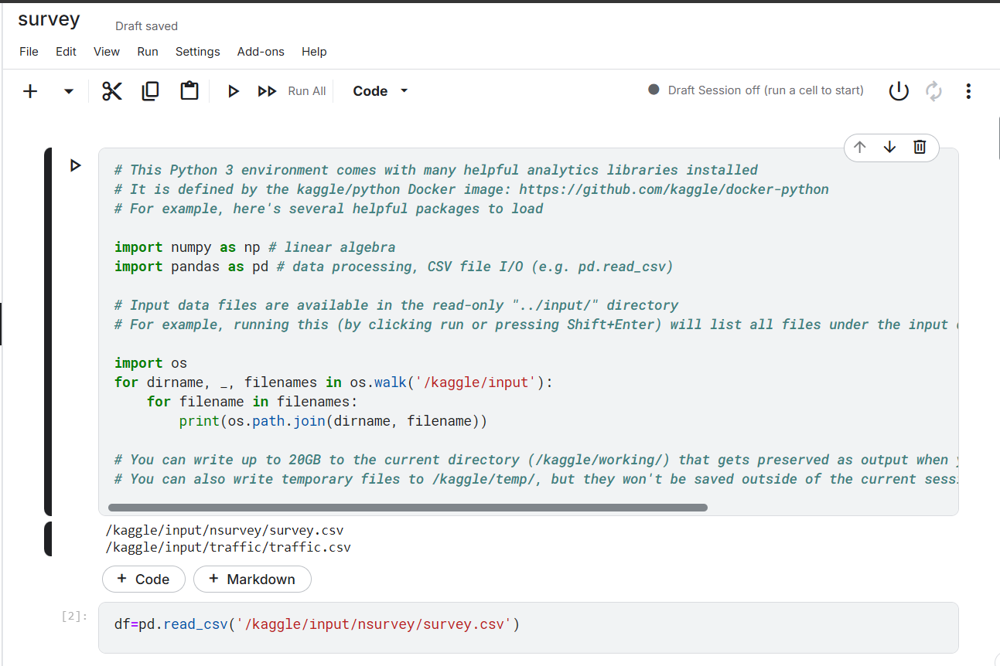 survey
Draft saved
File Edit View Run Settings Add-ons Help
Run All Code Draft Session off (run a cell to start)
# This Python 3 environment comes with many helpful analytics libraries installed
# It is defined by the kaggle/python Docker image: https://github.com/kaggle/docker-python
# For example, here's several helpful packages to load
import numpy as np # linear algebra
import pandas as pd # data processing, CSV file I/O (e.g. pd.read_csv)
# Input data files are available in the read-only "../input/" directory
# For example, running this (by clicking run or pressing Shift+Enter) will list all files under the input
import os
for dirname, _, filenames in os.walk('/kaggle/input'):
    for filename in filenames:
        print(os.path.join(dirname, filename))
# You can write up to 20GB to the current directory (/kaggle/working/) that gets preserved as output when
# You can also write temporary files to /kaggle/temp/, but they won't be saved outside of the current
/kaggle/input/nsurvey/survey.csv
/kaggle/input/traffic/traffic.csv
+ Code + Markdown
[2]:
df=pd.read_csv('/kaggle/input/nsurvey/survey.csv')